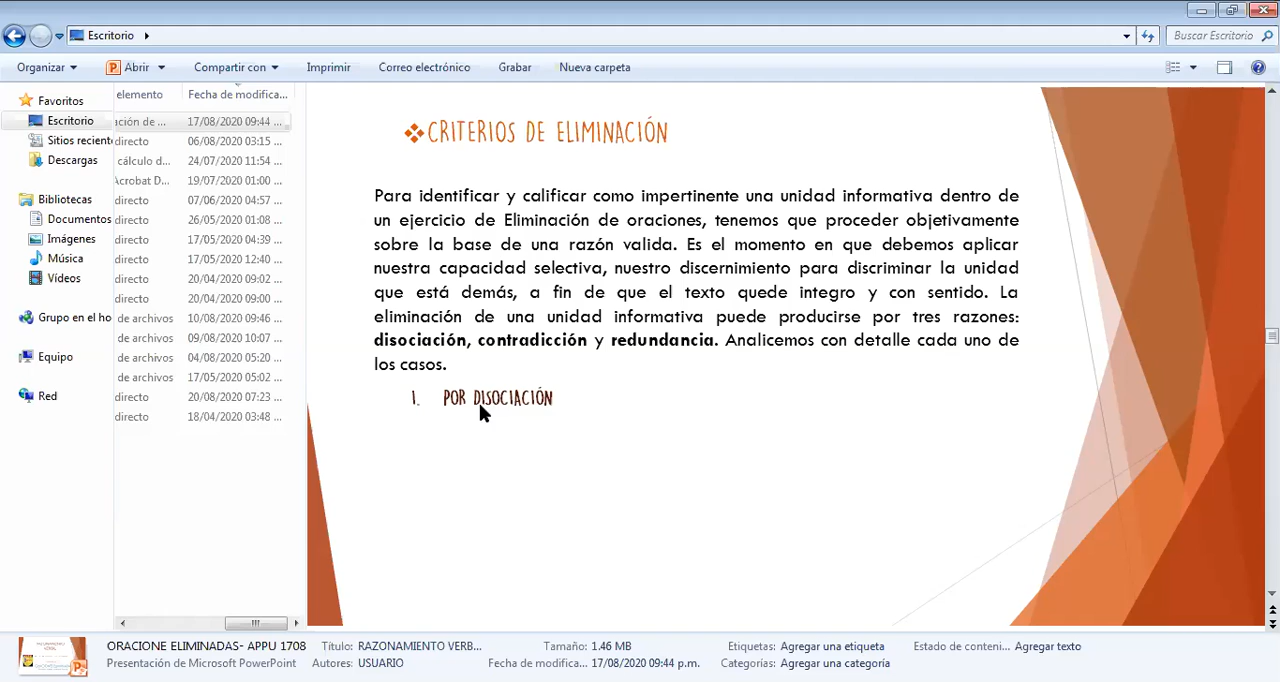 Escritorio
Buscar Escritorio
Organizar Abrir Compartir con Imprimir Correo electrónico Grabar Nueva carpeta
Favoritos
Escritorio
Sitios recient
Descargas
Bibliotecas
Documentos
Imágenes
Música
Vídeos
Grupo en el ho
Equipo
Red
elemento Fecha de modifica...
ación de ... 17/08/2020 09:44 ...
directo 06/08/2020 03:15 ...
cálculo d... 24/07/2020 11:54 ...
Acrobat D... 19/07/2020 01:00 ...
directo 07/06/2020 04:57 ...
directo 26/05/2020 01:08 ...
directo 17/05/2020 04:39 ...
directo 17/05/2020 12:40 ...
directo 20/04/2020 09:02 ...
directo 20/04/2020 09:00 ...
de archivos 10/08/2020 09:46 ...
de archivos 09/08/2020 10:07 ...
de archivos 04/08/2020 05:20 ...
de archivos 17/05/2020 05:02 ...
directo 20/08/2020 07:23 ...
directo 18/04/2020 03:48 ...
❖CRITERIOS DE ELIMINACIÓN
Para identificar y calificar como impertinente una unidad informativa dentro de
un ejercicio de Eliminación de oraciones, tenemos que proceder objetivamente
sobre la base de una razón valida. Es el momento en que debemos aplicar
nuestra capacidad selectiva, nuestro discernimiento para discriminar la unidad
que está demás, a fin de que el texto quede integro y con sentido. La
eliminación de una unidad informativa puede producirse por tres razones:
disociación, contradicción y redundancia. Analicemos con detalle cada uno de
los casos.
1. POR DISOCIACIÓN
ORACIONE ELIMINADAS- APPU 1708 Título: RAZONAMIENTO VERB... Tamaño: 1.46 MB Etiquetas: Agregar una etiqueta Estado de conteni... Agregar texto
Presentación de Microsoft PowerPoint Autores: USUARIO Fecha de modifica... 17/08/2020 09:44 p.m. Categorías: Agregar una categoría